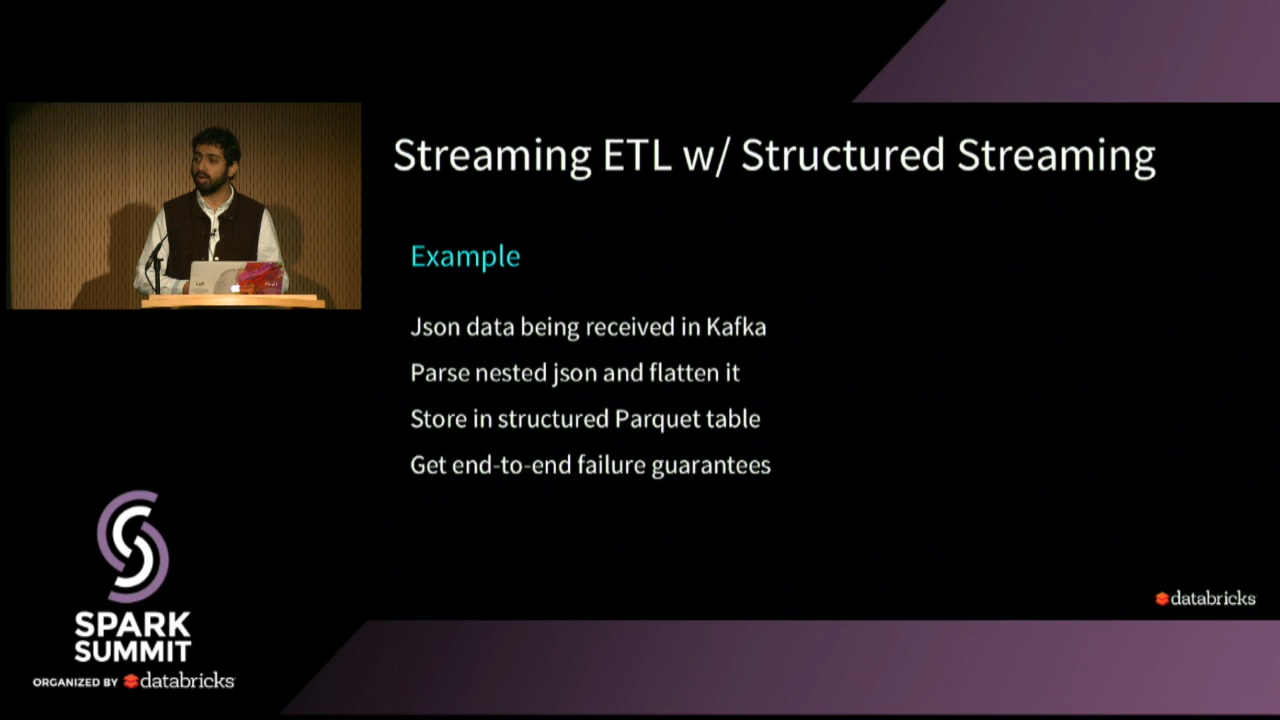 Streaming ETL w/ Structured Streaming
Example
Json data being received in Kafka
Parse nested json and flatten it
Store in structured Parquet table
Get end-to-end failure guarantees
databricks
SPARK
SUMMIT
ORGANIZED BY databricks